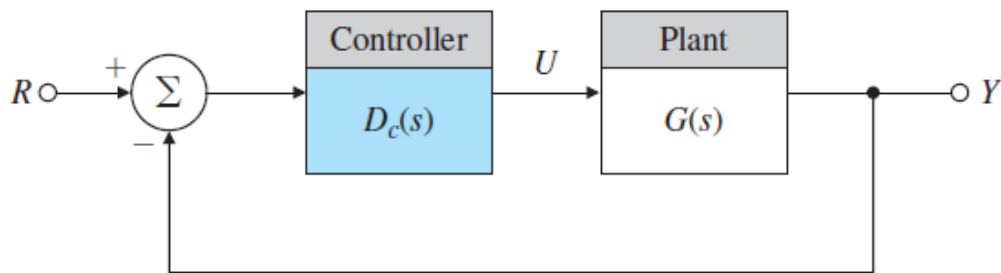 Controller
Plant
R
+
Σ
−
D_c(s)
U
G(s)
Y